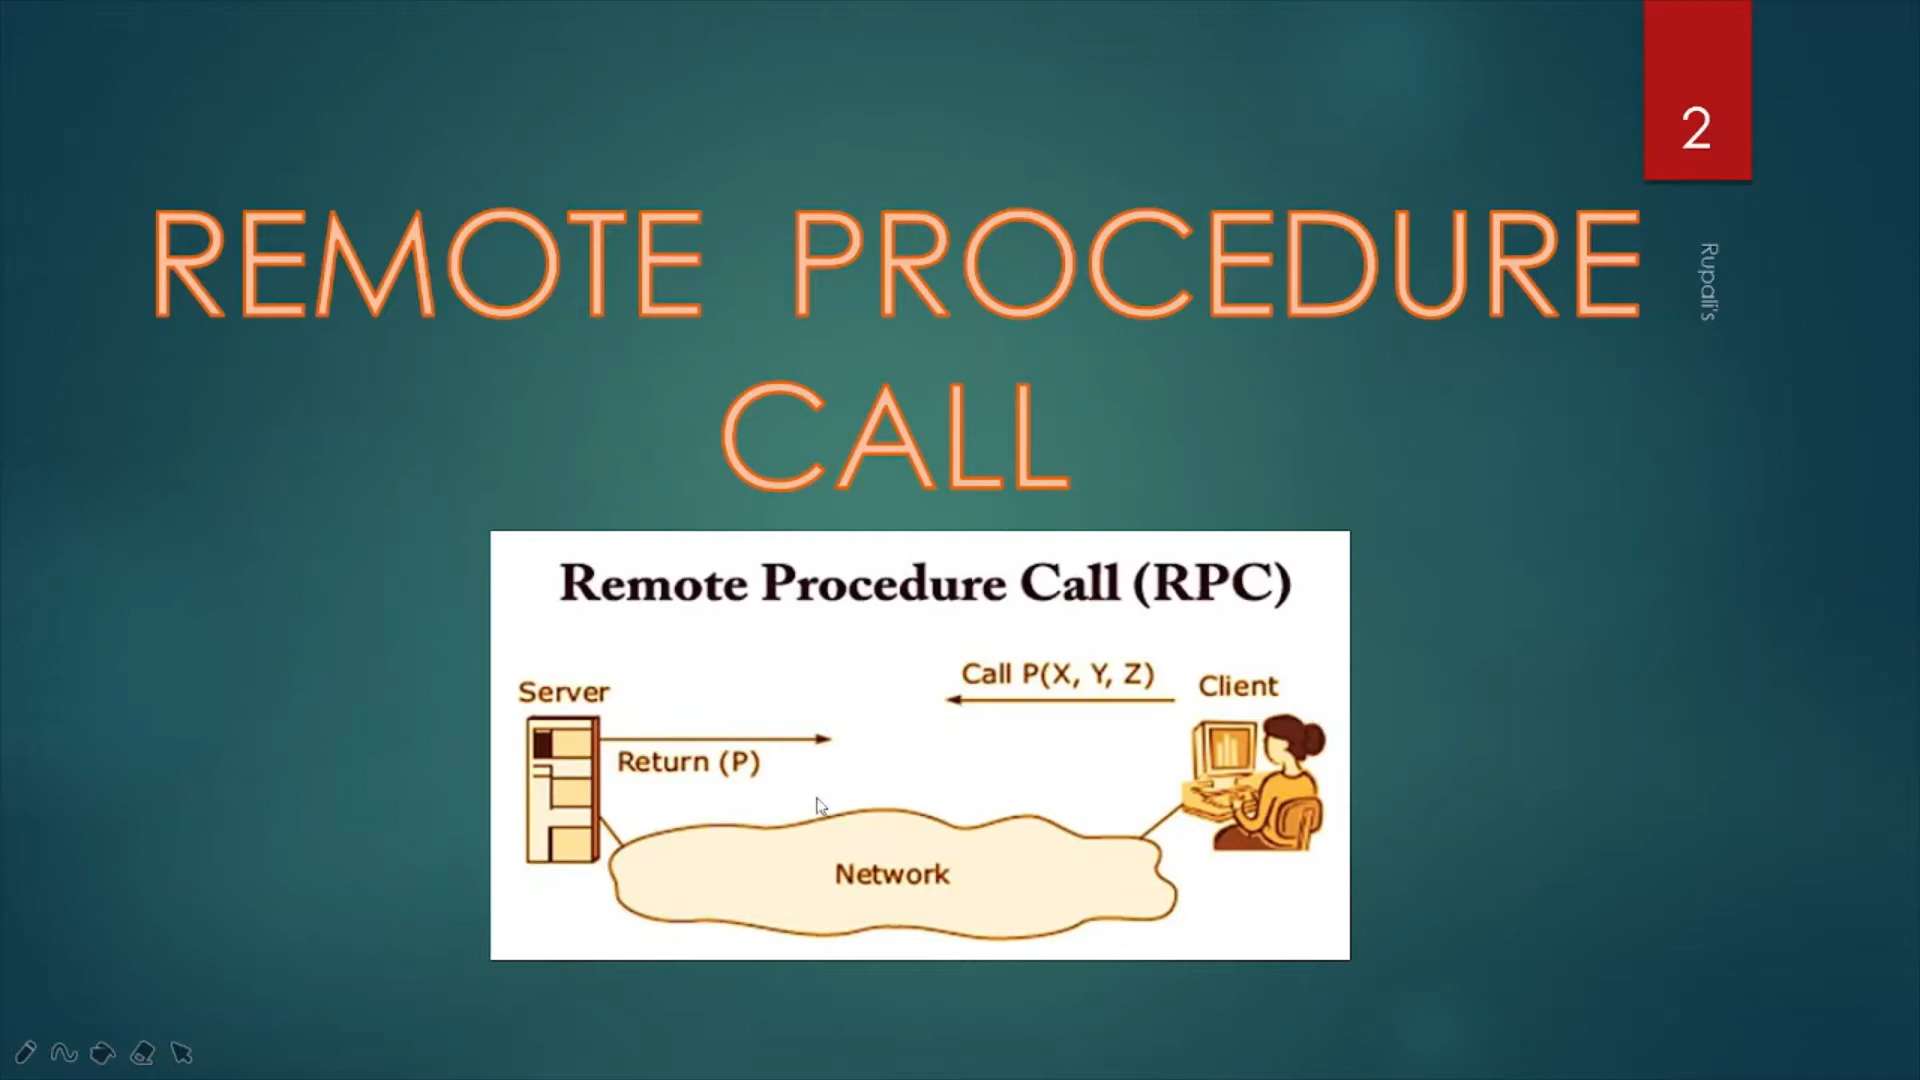 2
REMOTE PROCEDURE
CALL
Rupali's
Remote Procedure Call (RPC)
Call P(X, Y, Z)
Server
Client
Return (P)
Network